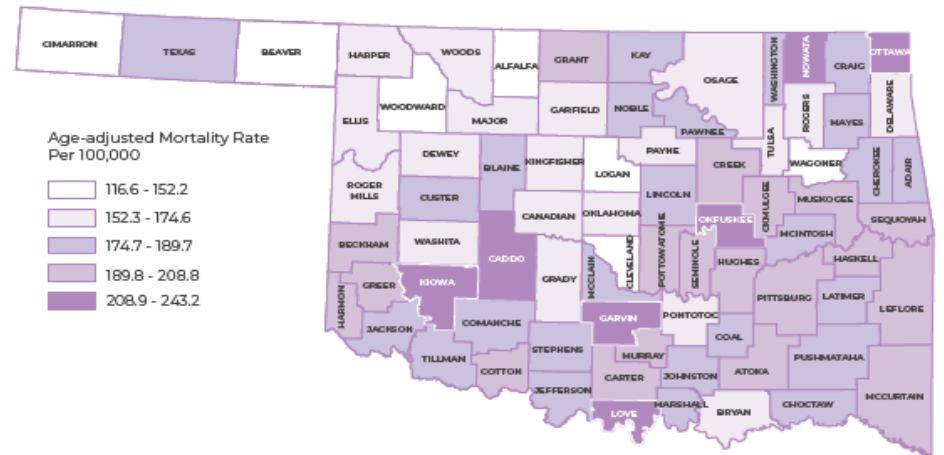 CIMARRON
TEXAS
BEAVER
HARPER
WOODS
ALFALFA
GRANT
KAY
OSAGE
WASHINGTON
NOWATA
CRAIG
OTTAWA
ELLIS
WOODWARD
MAJOR
GARFIELD
NOBLE
PAWNEE
TULSA
ROGERS
MAYES
DELAWARE
Age-adjusted Mortality Rate
Per 100,000
116.6 - 152.2
152.3 - 174.6
174.7 - 189.7
189.8 - 208.8
208.9 - 243.2
DEWEY
BLAINE
KINGFISHER
LOGAN
PAYNE
CREEK
WAGONER
CHEROKEE
ADAIR
ROGER
MILLS
CUSTER
CANADIAN
OKLAHOMA
LINCOLN
OKFUSKEE
OKMULGEE
MUSKOGEE
SEQUOYAH
BECKHAM
WASHITA
CADDO
GRADY
MCCLAIN
CLEVELAND
POTTOWATOMIE
SEMINOLE
HUGHES
MCINTOSH
HASKELL
HARMON
GREER
KIOWA
COMANCHE
GARVIN
PONTOTOC
PITTSBURG
LATIMER
LEFLORE
JACKSON
TILLMAN
COTTON
STEPHENS
MURRAY
COAL
JOHNSTON
ATOKA
PUSHMATAHA
JEFFERSON
CARTER
LOVE
MARSHALL
BRYAN
CHOCTAW
MCCURTAIN